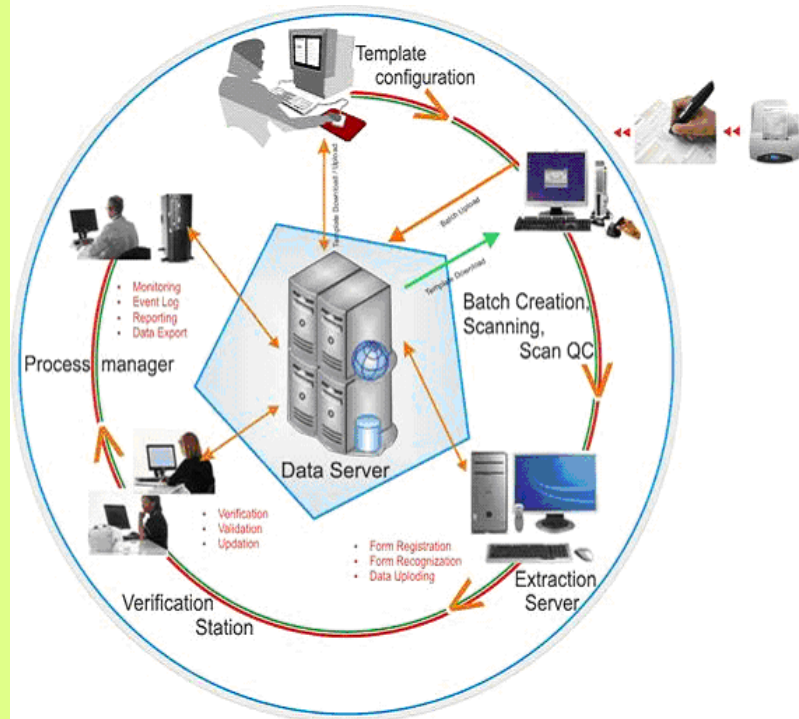 Template
configuration
Template Download / Upload
Batch Upload
Template Download
Batch Creation,
Scanning,
Scan QC
Monitoring
Event Log
Reporting
Data Export
Process manager
Data Server
Verification
Validation
Updation
Form Registration
Form Recognization
Data Uploding
Extraction
Server
Verification
Station